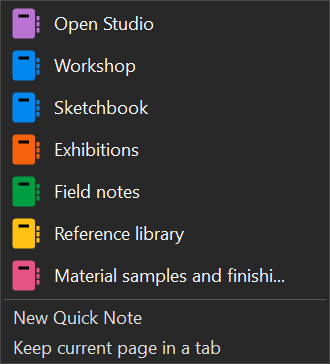 Open Studio
Workshop
Sketchbook
Exhibitions
Field notes
Reference library
Material samples and finishi...
New Quick Note
Keep current page in a tab